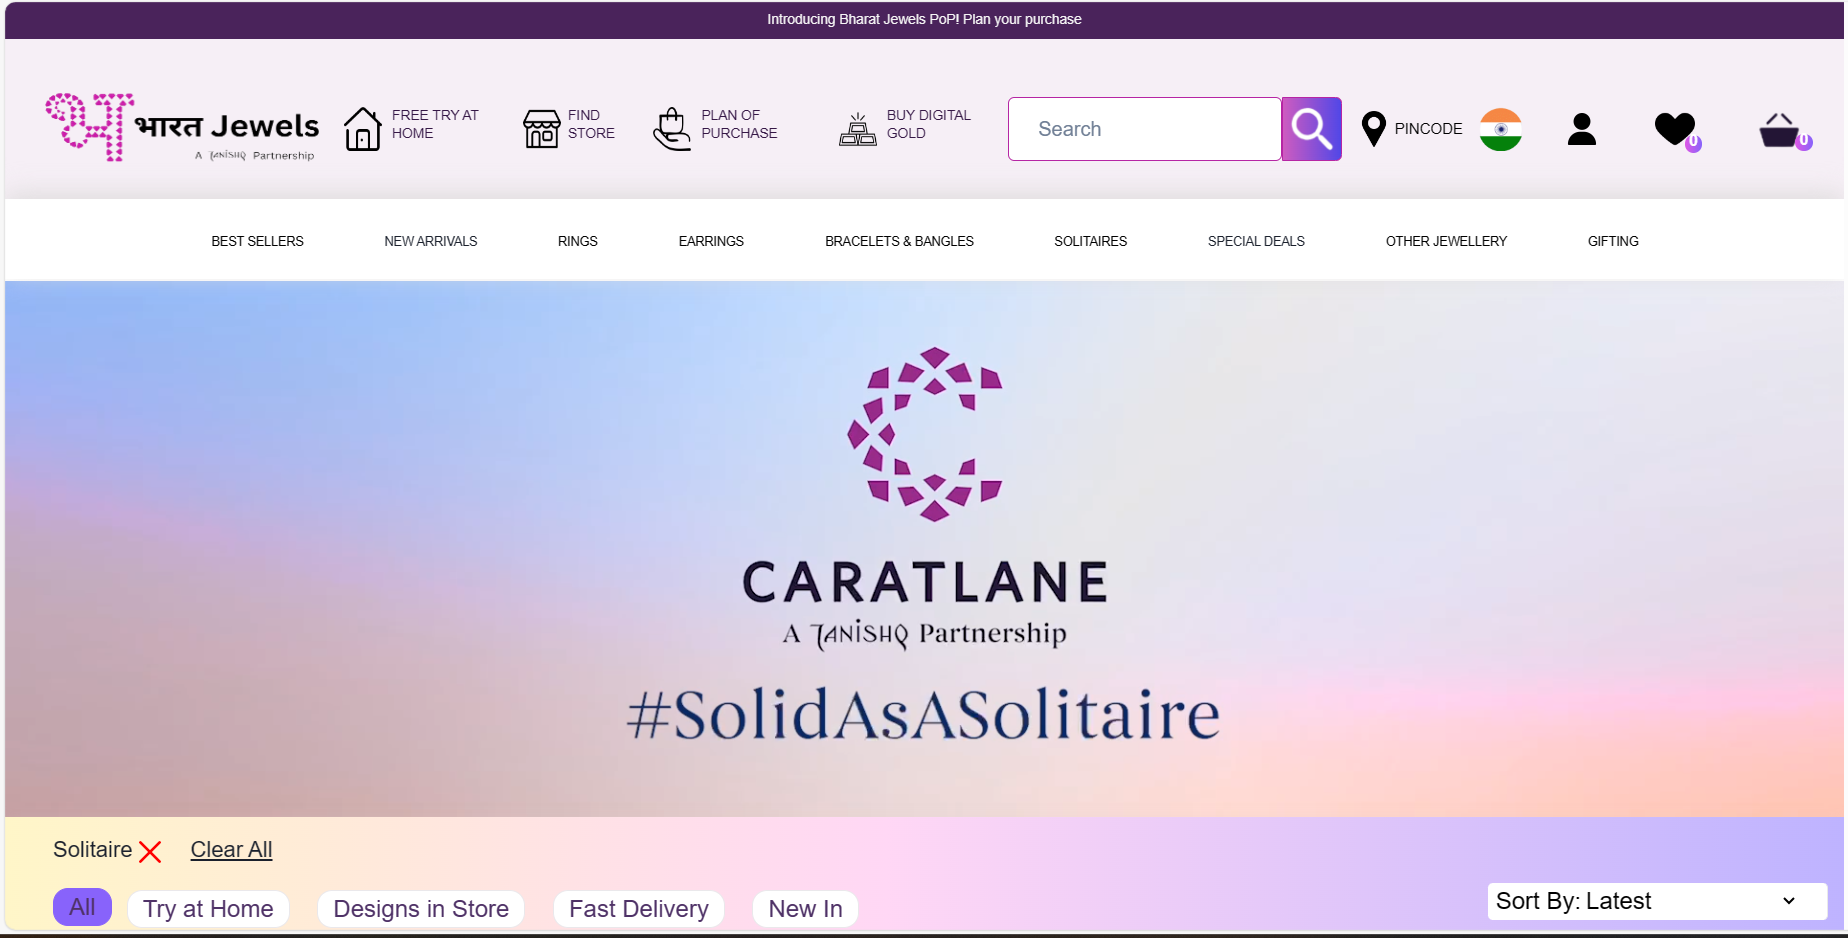 Introducing Bharat Jewels PoP! Plan your purchase
भा
भारत Jewels
A TANISHQ Partnership
FREE TRY AT
HOME
FIND
STORE
PLAN OF
PURCHASE
BUY DIGITAL
GOLD
Search
PINCODE
0
0
BEST SELLERS
NEW ARRIVALS
RINGS
EARRINGS
BRACELETS & BANGLES
SOLITAIRES
SPECIAL DEALS
OTHER JEWELLERY
GIFTING
C
CARATLANE
A TANISHQ Partnership
#SolidAsASolitaire
Solitaire
Clear All
All
Try at Home
Designs in Store
Fast Delivery
New In
Sort By: Latest